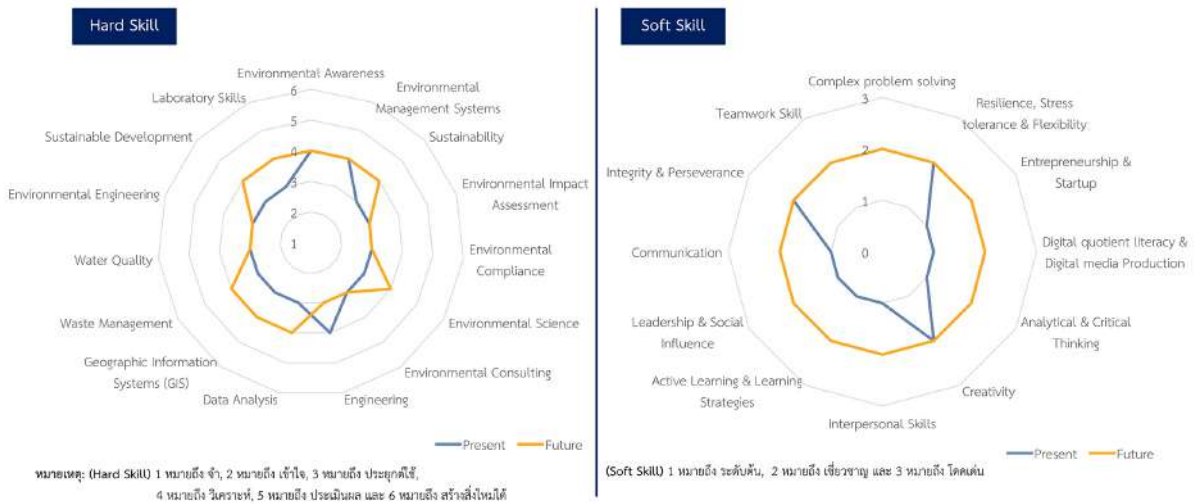 Hard Skill
Environmental Awareness
Environmental
Management Systems
Sustainability
Environmental Impact
Assessment
Environmental
Compliance
Environmental Science
Environmental Consulting
Engineering
Data Analysis
Geographic Information
Systems (GIS)
Waste Management
Water Quality
Environmental Engineering
Sustainable Development
Laboratory Skills
6
5
4
3
2
1
Present
Future
หมายเหตุ: (Hard Skill) 1 หมายถึง จำ, 2 หมายถึง เข้าใจ, 3 หมายถึง ประยุกต์ใช้,
4 หมายถึง วิเคราะห์, 5 หมายถึง ประเมินผล และ 6 หมายถึง สร้างสิ่งใหม่ได้
Soft Skill
Complex problem solving
Resilience, Stress
tolerance & Flexibility
Entrepreneurship &
Startup
Digital quotient literacy &
Digital media Production
Analytical & Critical
Thinking
Creativity
Interpersonal Skills
Active Learning & Learning
Strategies
Leadership & Social
Influence
Communication
Integrity & Perseverance
Teamwork Skill
3
2
1
0
Present
Future
(Soft Skill) 1 หมายถึง ระดับต้น, 2 หมายถึง เชี่ยวชาญ และ 3 หมายถึง โดดเด่น